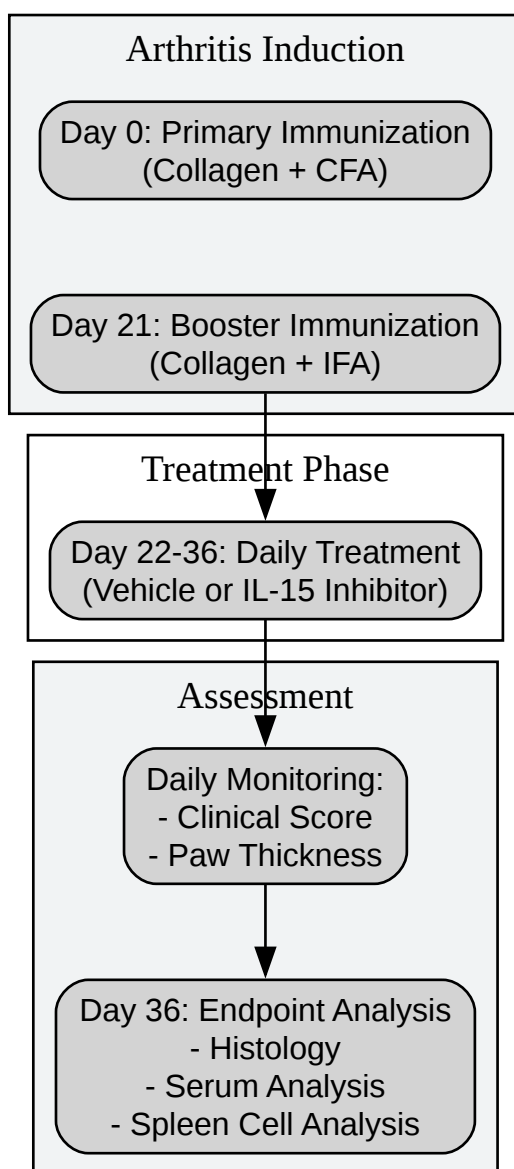 Arthritis Induction
Day 0: Primary Immunization
(Collagen + CFA)
Day 21: Booster Immunization
(Collagen + IFA)
Treatment Phase
Day 22-36: Daily Treatment
(Vehicle or IL-15 Inhibitor)
Assessment
Daily Monitoring:
- Clinical Score
- Paw Thickness
Day 36: Endpoint Analysis
- Histology
- Serum Analysis
- Spleen Cell Analysis